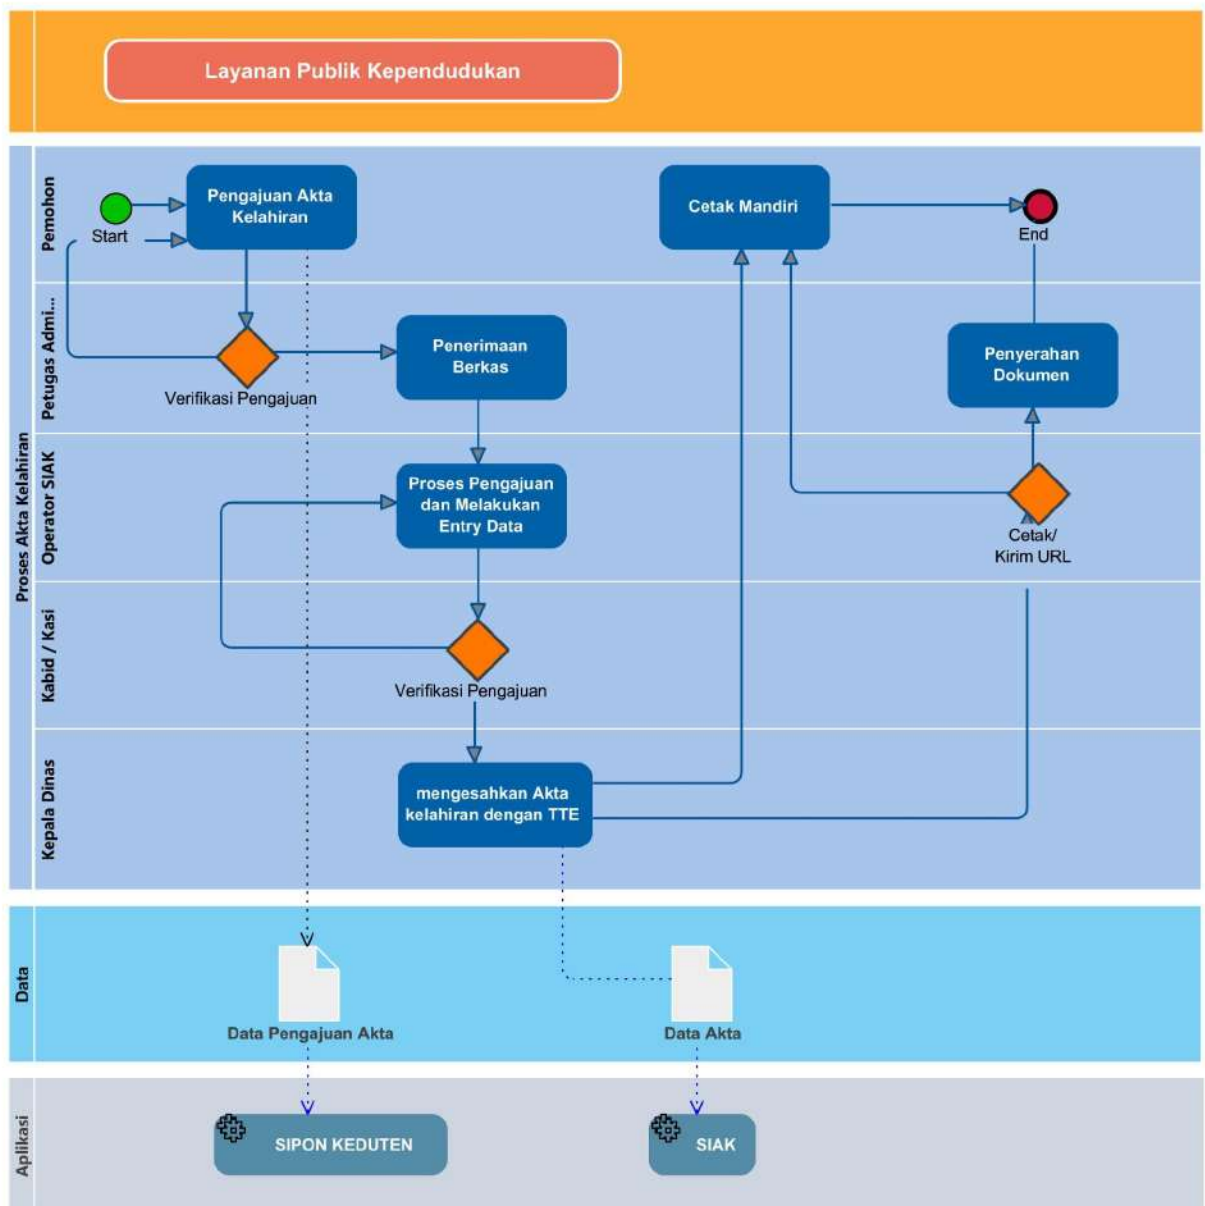 Layanan Publik Kependudukan
Proses Akta Kelahiran
Pemohon
Start
Pengajuan Akta
Kelahiran
Cetak Mandiri
End
Petugas Admi...
Verifikasi Pengajuan
Penerimaan
Berkas
Penyerahan
Dokumen
Operator SIAK
Proses Pengajuan
dan Melakukan
Entry Data
Cetak/
Kirim URL
Kabid / Kasi
Verifikasi Pengajuan
Kepala Dinas
mengesahkan Akta
kelahiran dengan TTE
Data
Data Pengajuan Akta
Data Akta
Aplikasi
SIPON KEDUTEN
SIAK